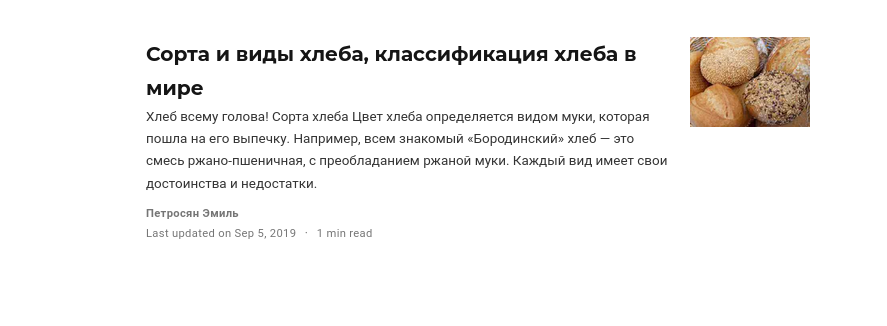 Сорта и виды хлеба, классификация хлеба в
мире
Хлеб всему голова! Сорта хлеба Цвет хлеба определяется видом муки, которая
пошла на его выпечку. Например, всем знакомый «Бородинский» хлеб — это
смесь ржано-пшеничная, с преобладанием ржаной муки. Каждый вид имеет свои
достоинства и недостатки.
Петросян Эмиль
Last updated on Sep 5, 2019 · 1 min read